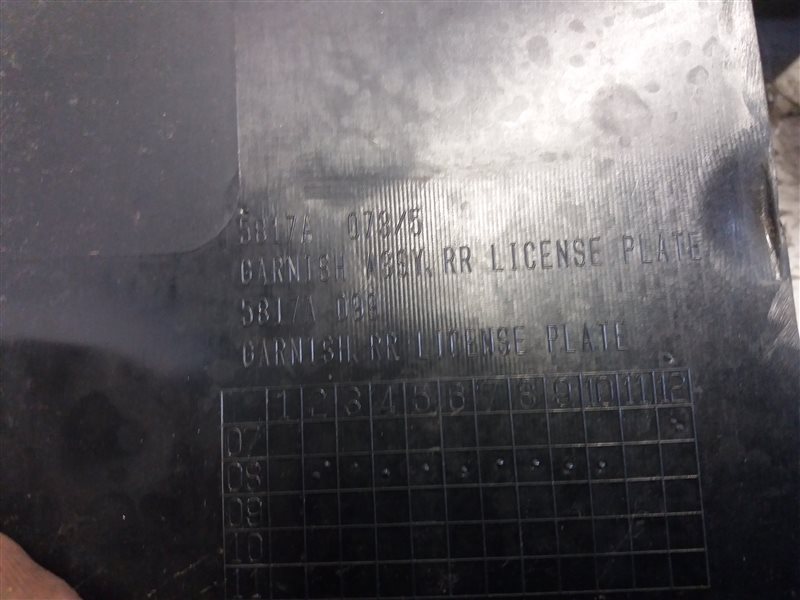 5817A 073/5
GARNISH ASSY, RR LICENSE PLATE
5817A 099
GARNISH, RR LICENSE PLATE
1 2 3 4 5 6 7 8 9 10 11 12
07
08
09
10
11